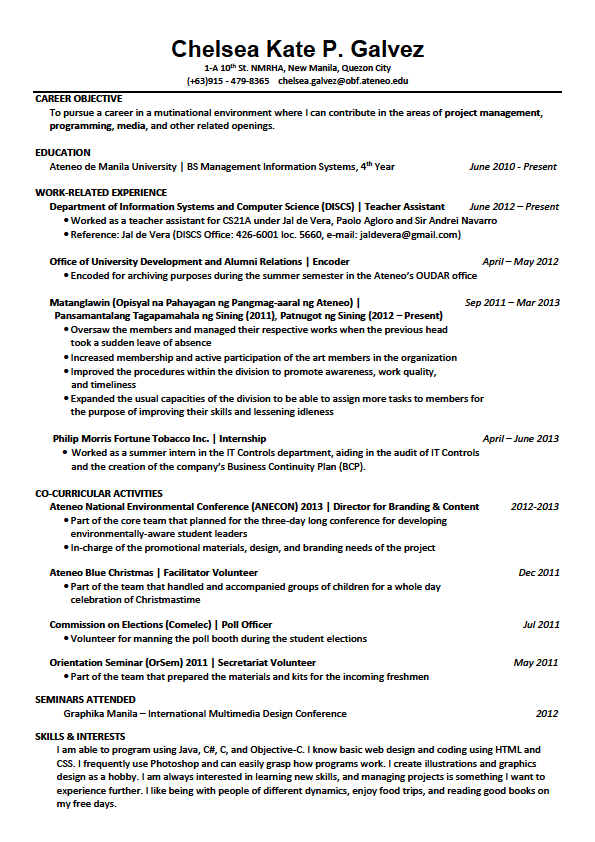 Chelsea Kate P. Galvez
1-A 10th St. NMRHA, New Manila, Quezon City
(+63)915 - 479-8365 chelsea.galvez@obf.ateneo.edu
CAREER OBJECTIVE
To pursue a career in a mutinational environment where I can contribute in the areas of project management,
programming, media, and other related openings.
EDUCATION
Ateneo de Manila University | BS Management Information Systems, 4th Year June 2010 - Present
WORK-RELATED EXPERIENCE
Department of Information Systems and Computer Science (DISCS) | Teacher Assistant June 2012 – Present
• Worked as a teacher assistant for CS21A under Jal de Vera, Paolo Agloro and Sir Andrei Navarro
• Reference: Jal de Vera (DISCS Office: 426-6001 loc. 5660, e-mail: jaldevera@gmail.com)
Office of University Development and Alumni Relations | Encoder April – May 2012
• Encoded for archiving purposes during the summer semester in the Ateneo's OUDAR office
Matanglawin (Opisyal na Pahayagan ng Pangmag-aaral ng Ateneo) | Sep 2011 – Mar 2013
Pansamantalang Tagapamahala ng Sining (2011), Patnugot ng Sining (2012 – Present)
• Oversaw the members and managed their respective works when the previous head
took a sudden leave of absence
• Increased membership and active participation of the art members in the organization
• Improved the procedures within the division to promote awareness, work quality,
and timeliness
• Expanded the usual capacities of the division to be able to assign more tasks to members for
the purpose of improving their skills and lessening idleness
Philip Morris Fortune Tobacco Inc. | Internship April – June 2013
• Worked as a summer intern in the IT Controls department, aiding in the audit of IT Controls
and the creation of the company's Business Continuity Plan (BCP).
CO-CURRICULAR ACTIVITIES
Ateneo National Environmental Conference (ANECON) 2013 | Director for Branding & Content 2012-2013
• Part of the core team that planned for the three-day long conference for developing
environmentally-aware student leaders
• In-charge of the promotional materials, design, and branding needs of the project
Ateneo Blue Christmas | Facilitator Volunteer Dec 2011
• Part of the team that handled and accompanied groups of children for a whole day
celebration of Christmastime
Commission on Elections (Comelec) | Poll Officer Jul 2011
• Volunteer for manning the poll booth during the student elections
Orientation Seminar (OrSem) 2011 | Secretariat Volunteer May 2011
• Part of the team that prepared the materials and kits for the incoming freshmen
SEMINARS ATTENDED
Graphika Manila – International Multimedia Design Conference 2012
SKILLS & INTERESTS
I am able to program using Java, C#, C, and Objective-C. I know basic web design and coding using HTML and
CSS. I frequently use Photoshop and can easily grasp how programs work. I create illustrations and graphics
design as a hobby. I am always interested in learning new skills, and managing projects is something I want to
experience further. I like being with people of different dynamics, enjoy food trips, and reading good books on
my free days.